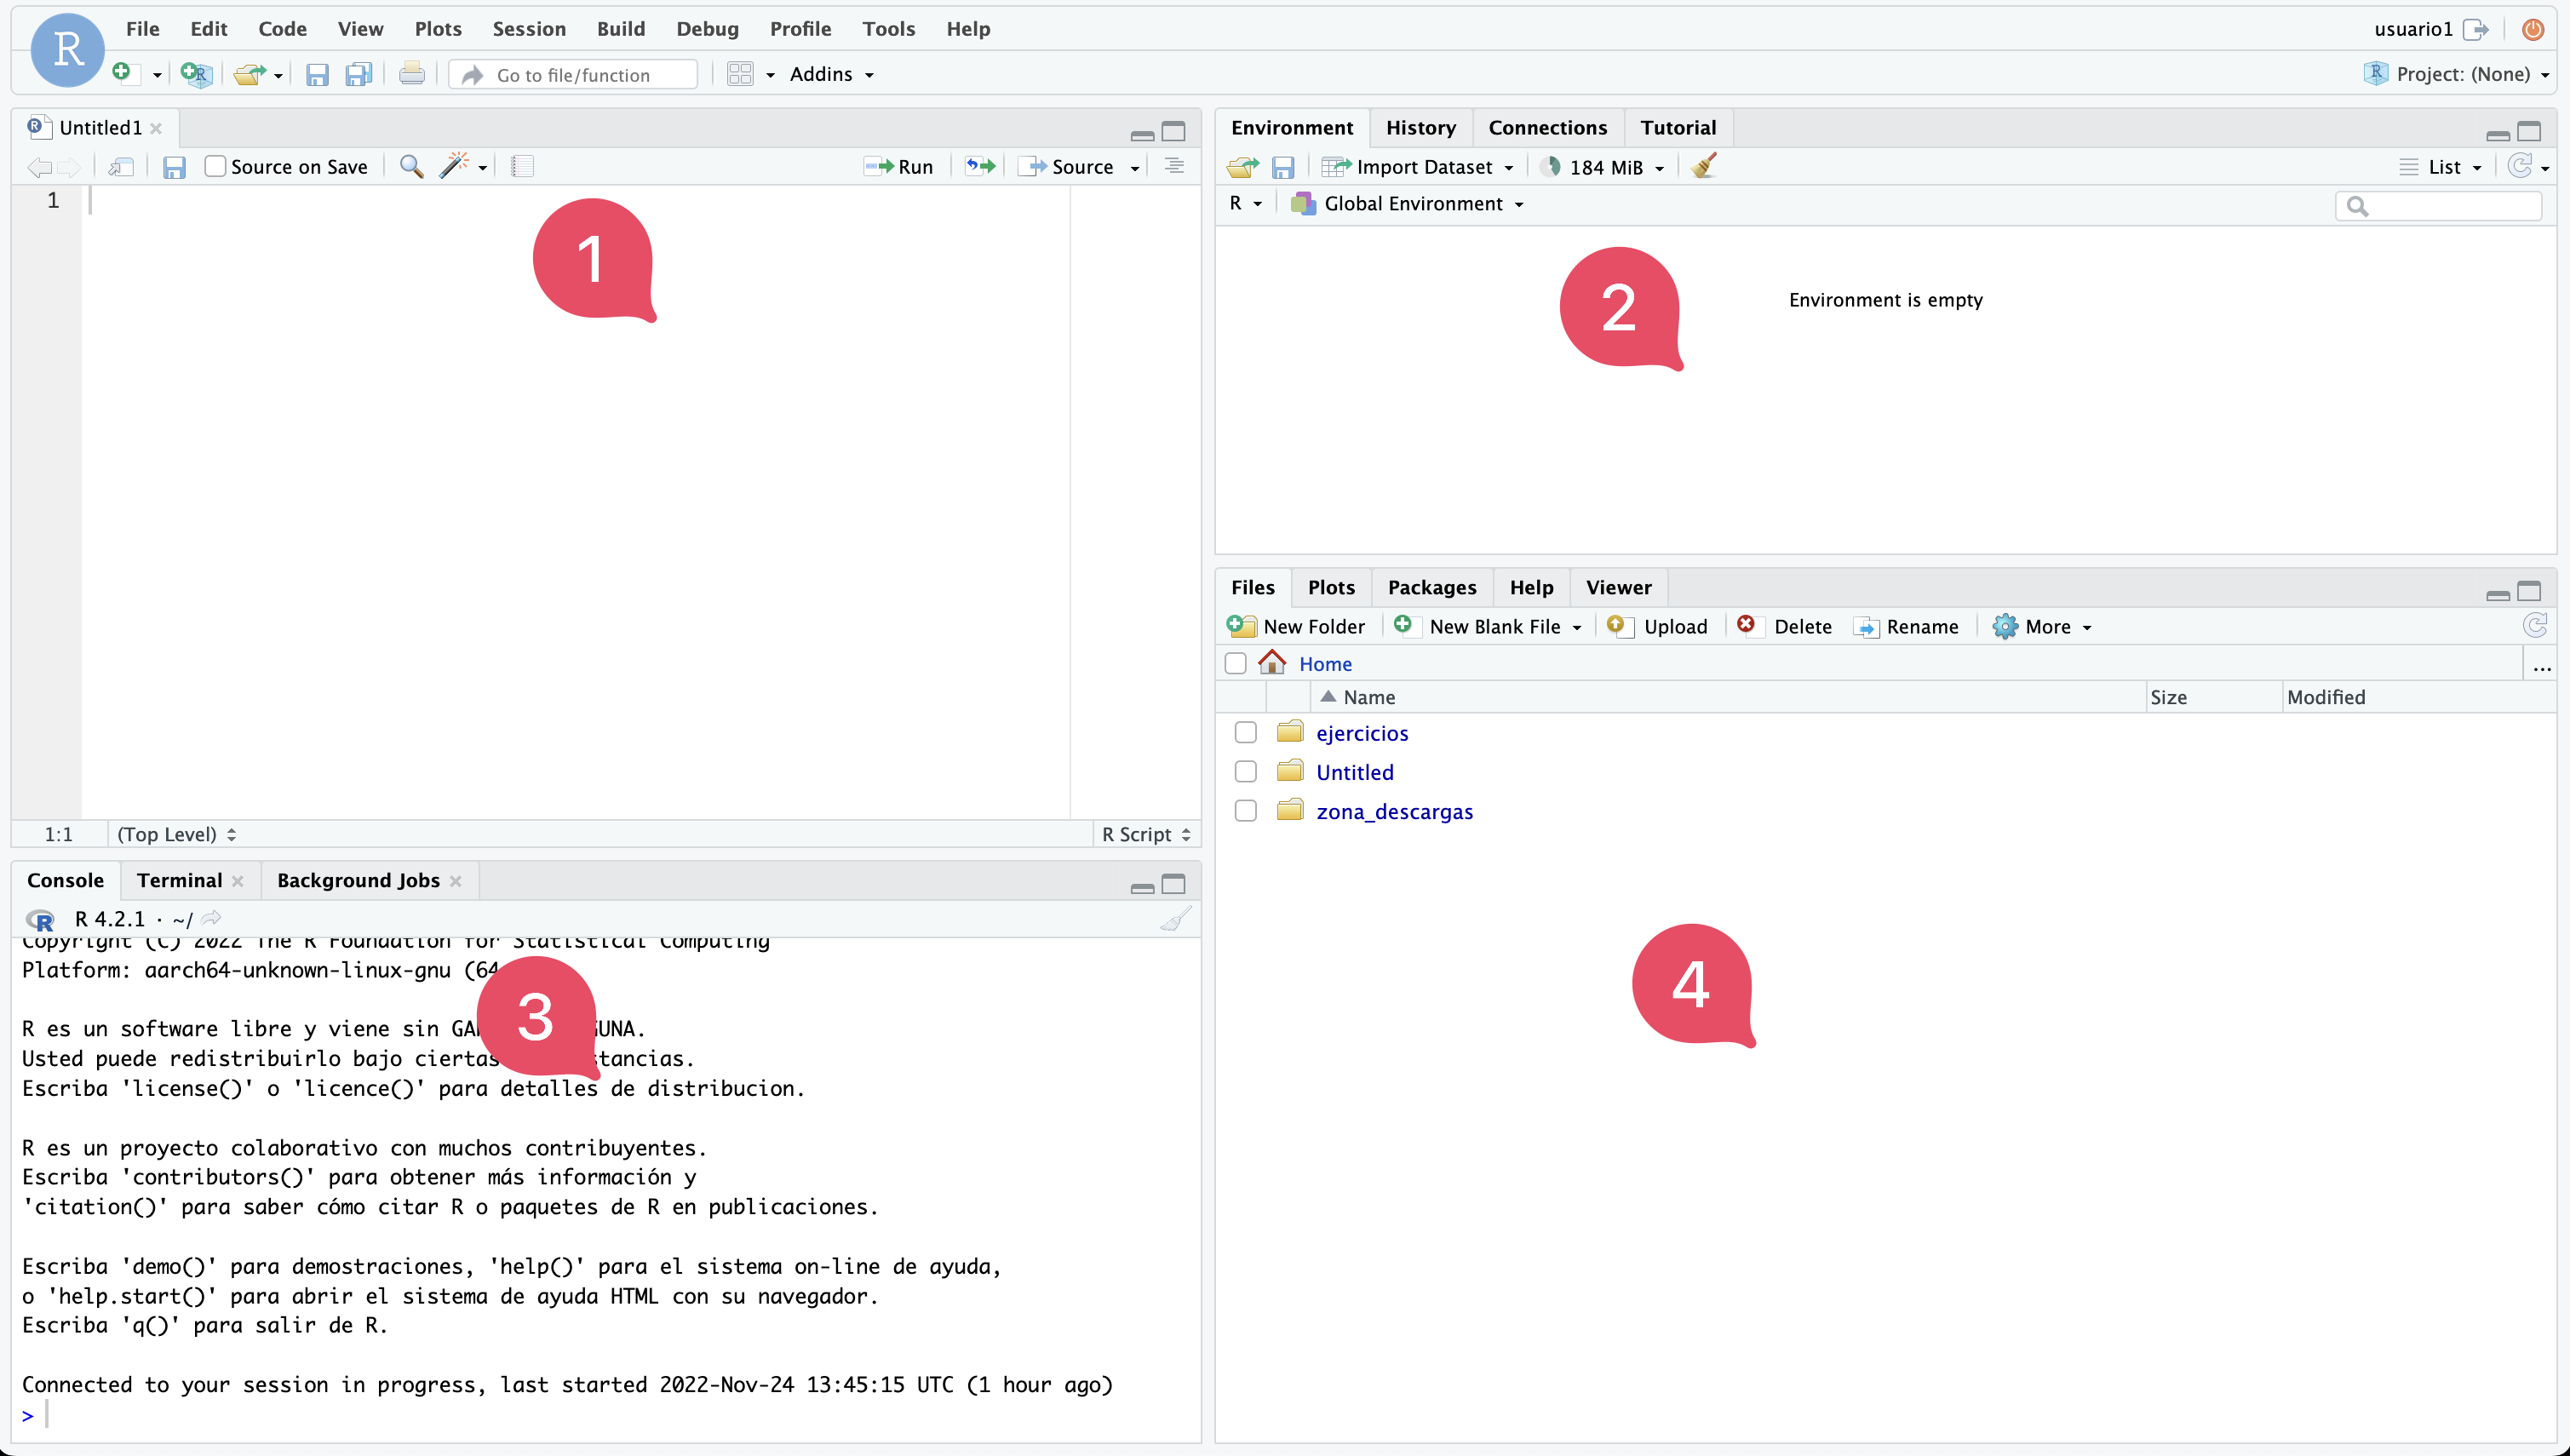 R
File Edit Code View Plots Session Build Debug Profile Tools Help
usuario1
R Go to file/function Addins
R Project: (None)
R Untitled1
Source on Save Run Source
1
1
1:1 (Top Level) R Script
Environment History Connections Tutorial
Import Dataset 184 MiB List
R Global Environment
2
Environment is empty
Console Terminal Background Jobs
R R 4.2.1 · ~/
Copyright (C) 2022 The R Foundation for Statistical Computing
Platform: aarch64-unknown-linux-gnu (64
3
R es un software libre y viene sin GA GUNA.
Usted puede redistribuirlo bajo ciertas stancias.
Escriba 'license()' o 'licence()' para detalles de distribucion.
R es un proyecto colaborativo con muchos contribuyentes.
Escriba 'contributors()' para obtener más información y
'citation()' para saber cómo citar R o paquetes de R en publicaciones.
Escriba 'demo()' para demostraciones, 'help()' para el sistema on-line de ayuda,
o 'help.start()' para abrir el sistema de ayuda HTML con su navegador.
Escriba 'q()' para salir de R.
Connected to your session in progress, last started 2022-Nov-24 13:45:15 UTC (1 hour ago)
>
Files Plots Packages Help Viewer
New Folder New Blank File Upload Delete Rename More
Home ...
Name Size Modified
ejercicios
Untitled
zona_descargas
4